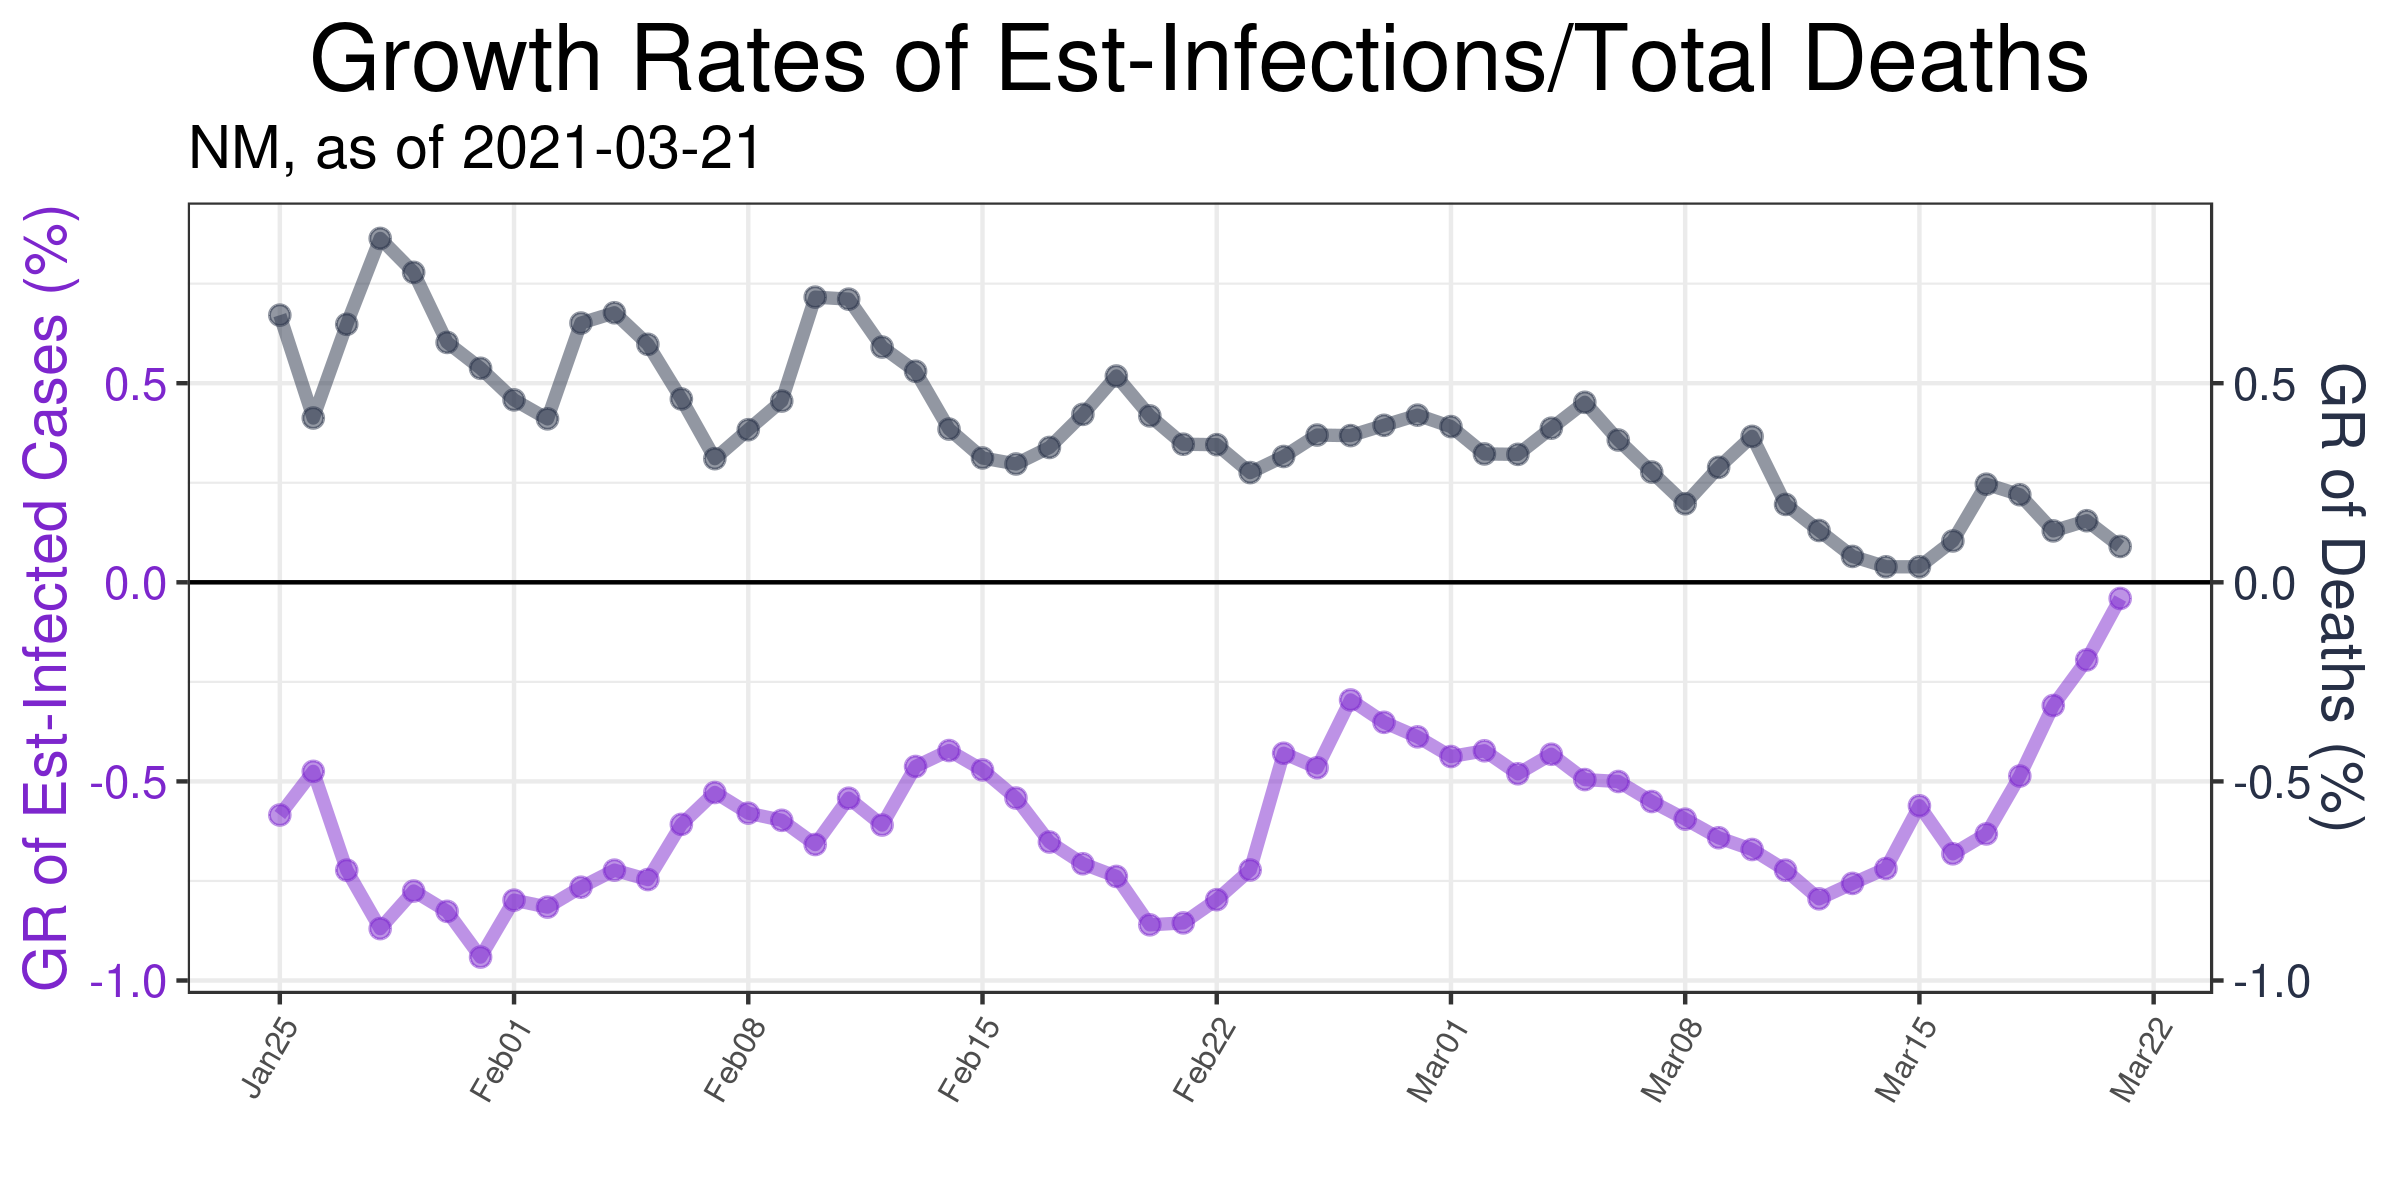 Growth Rates of Est-Infections/Total Deaths
NM, as of 2021-03-21
GR of Est-Infected Cases (%)
0.5
0.0
-0.5
-1.0
0.5
0.0
-0.5
-1.0
GR of Deaths (%)
Jan25
Feb01
Feb08
Feb15
Feb22
Mar01
Mar08
Mar15
Mar22